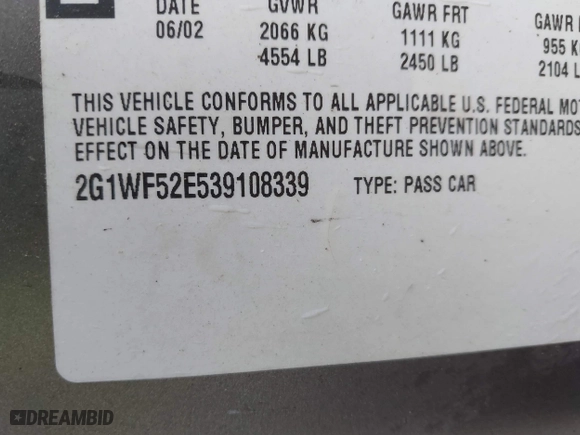 DATE GVWR GAWR FRT GAWR
06/02 2066 KG 1111 KG 955
4554 LB 2450 LB 2104
THIS VEHICLE CONFORMS TO ALL APPLICABLE U.S. FEDERAL
VEHICLE SAFETY, BUMPER, AND THEFT PREVENTION STANDARDS
EFFECT ON THE DATE OF MANUFACTURE SHOWN ABOVE.
2G1WF52E539108339 TYPE: PASS CAR
DREAMBID